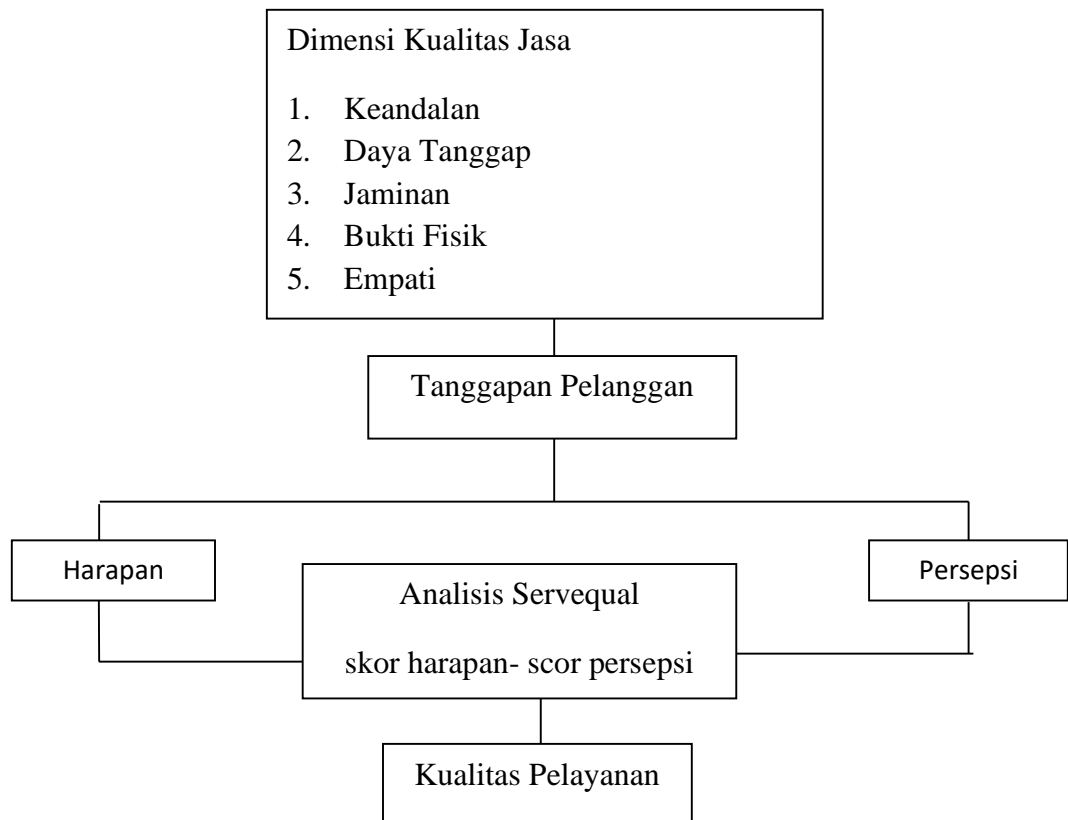 Dimensi Kualitas Jasa
1. Keandalan
2. Daya Tanggap
3. Jaminan
4. Bukti Fisik
5. Empati
Tanggapan Pelanggan
Harapan
Persepsi
Analisis Servequal
skor harapan- scor persepsi
Kualitas Pelayanan